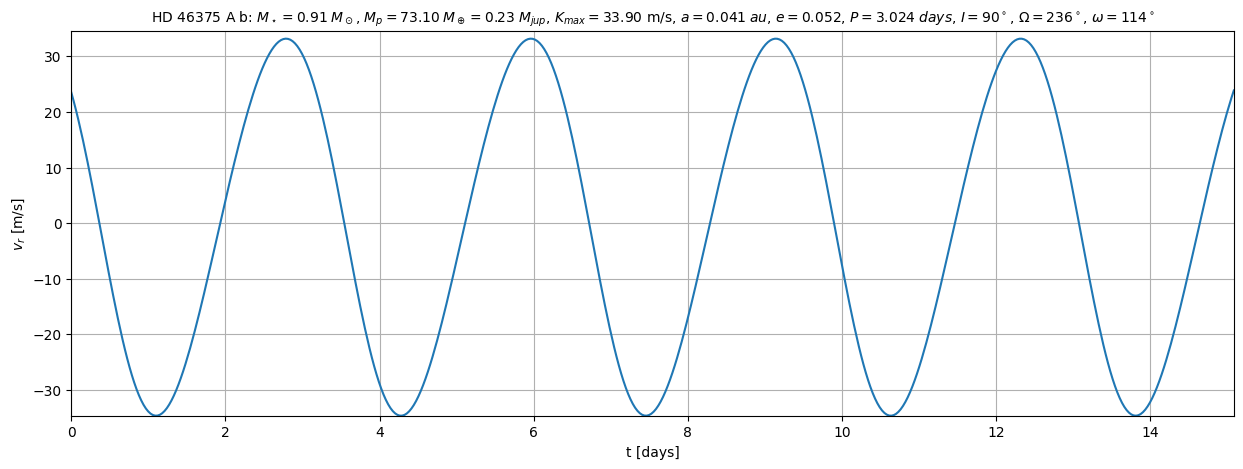 HD 46375 A b: $M_\star = 0.91\ M_\odot$, $M_p = 73.10\ M_\oplus = 0.23\ M_{jup}$, $K_{max} = 33.90$ m/s, $a = 0.041\ au$, $e = 0.052$, $P = 3.024\ days$, $I = 90^\circ$, $\Omega = 236^\circ$, $\omega = 114^\circ$
30
20
10
0
−10
−20
−30
$v_r$ [m/s]
0 2 4 6 8 10 12 14
t [days]